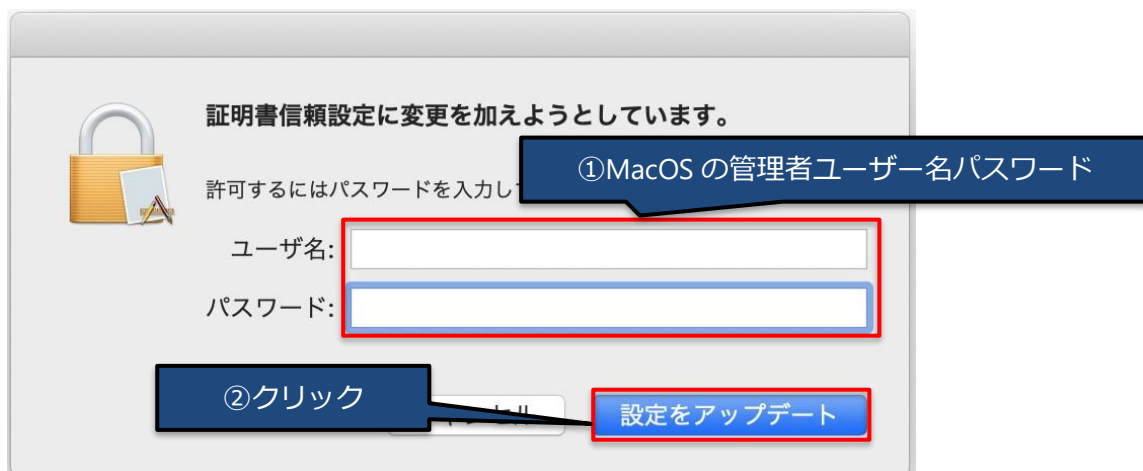 証明書信頼設定に変更を加えようとしています。
①MacOS の管理者ユーザー名パスワード
許可するにはパスワードを入力し
ユーザ名:
パスワード:
②クリック
設定をアップデート